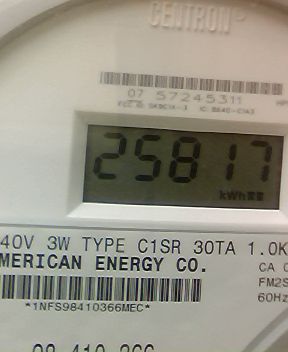 CENTRON®
07 57245311
25817
kWh
40V 3W TYPE C1SR 30TA 1.0K
MERICAN ENERGY CO.
CA 0
FM2S
60Hz
*1NFS98410366MEC*